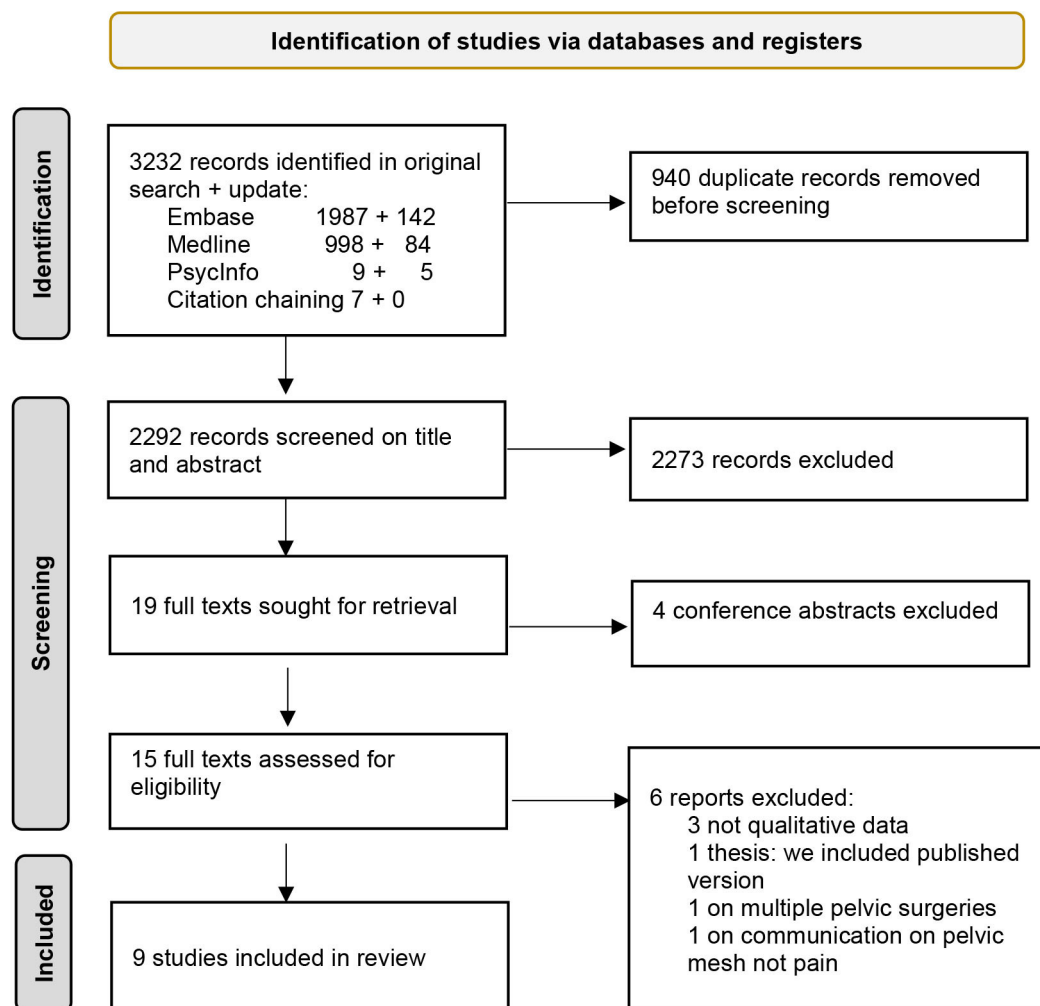 Identification of studies via databases and registers
Identification
3232 records identified in original
search + update:
Embase 1987 + 142
Medline 998 + 84
PsycInfo 9 + 5
Citation chaining 7 + 0
940 duplicate records removed
before screening
Screening
2292 records screened on title
and abstract
2273 records excluded
19 full texts sought for retrieval
4 conference abstracts excluded
15 full texts assessed for
eligibility
6 reports excluded:
3 not qualitative data
1 thesis: we included published
version
1 on multiple pelvic surgeries
1 on communication on pelvic
mesh not pain
Included
9 studies included in review